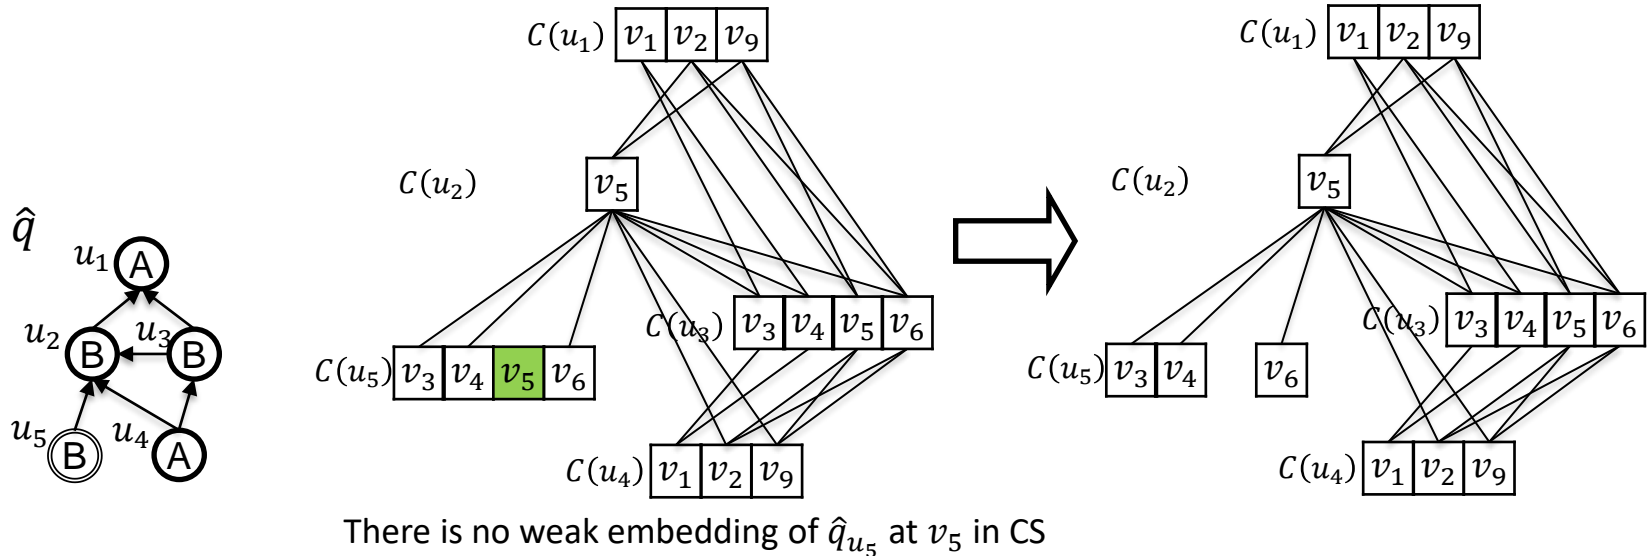 q̂
u₁ A
u₂ B u₃ B
u₅ B u₄ A
C(u₁) v₁ v₂ v₉
C(u₂) v₅
C(u₃) v₃ v₄ v₅ v₆
C(u₅) v₃ v₄ v₅ v₆
C(u₄) v₁ v₂ v₉
C(u₁) v₁ v₂ v₉
C(u₂) v₅
C(u₃) v₃ v₄ v₅ v₆
C(u₅) v₃ v₄ v₆
C(u₄) v₁ v₂ v₉
There is no weak embedding of q̂ᵤ₅ at v₅ in CS